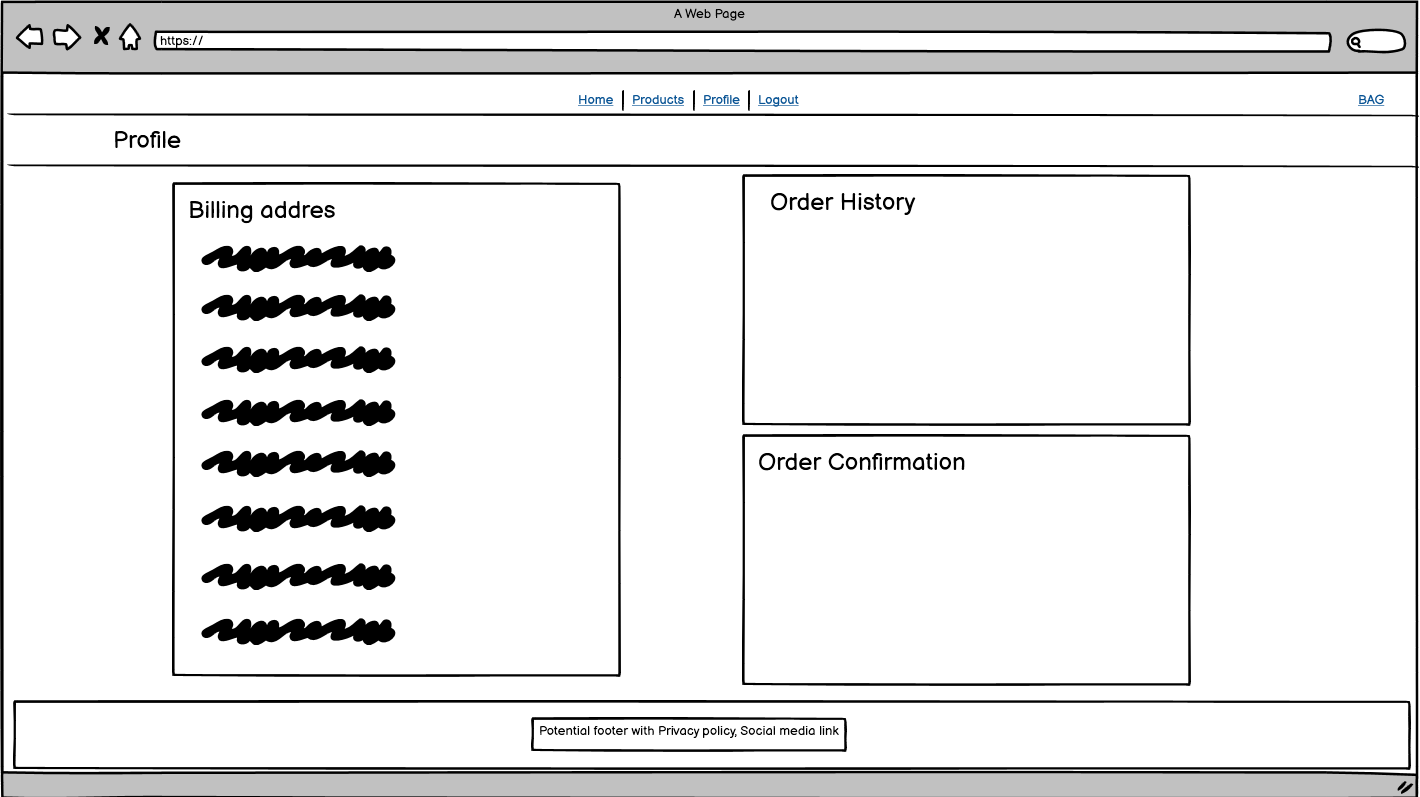 A Web Page
https://
Home Products Profile Logout BAG
Profile
Billing addres
Order History
Order Confirmation
Potential footer with Privacy policy, Social media link